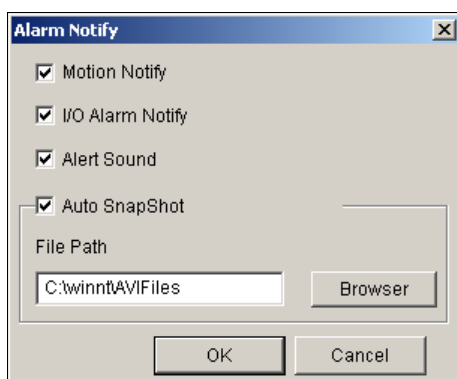 Alarm Notify
Motion Notify
I/O Alarm Notify
Alert Sound
Auto SnapShot
File Path
C:\winnt\AVIFiles
Browser
OK
Cancel